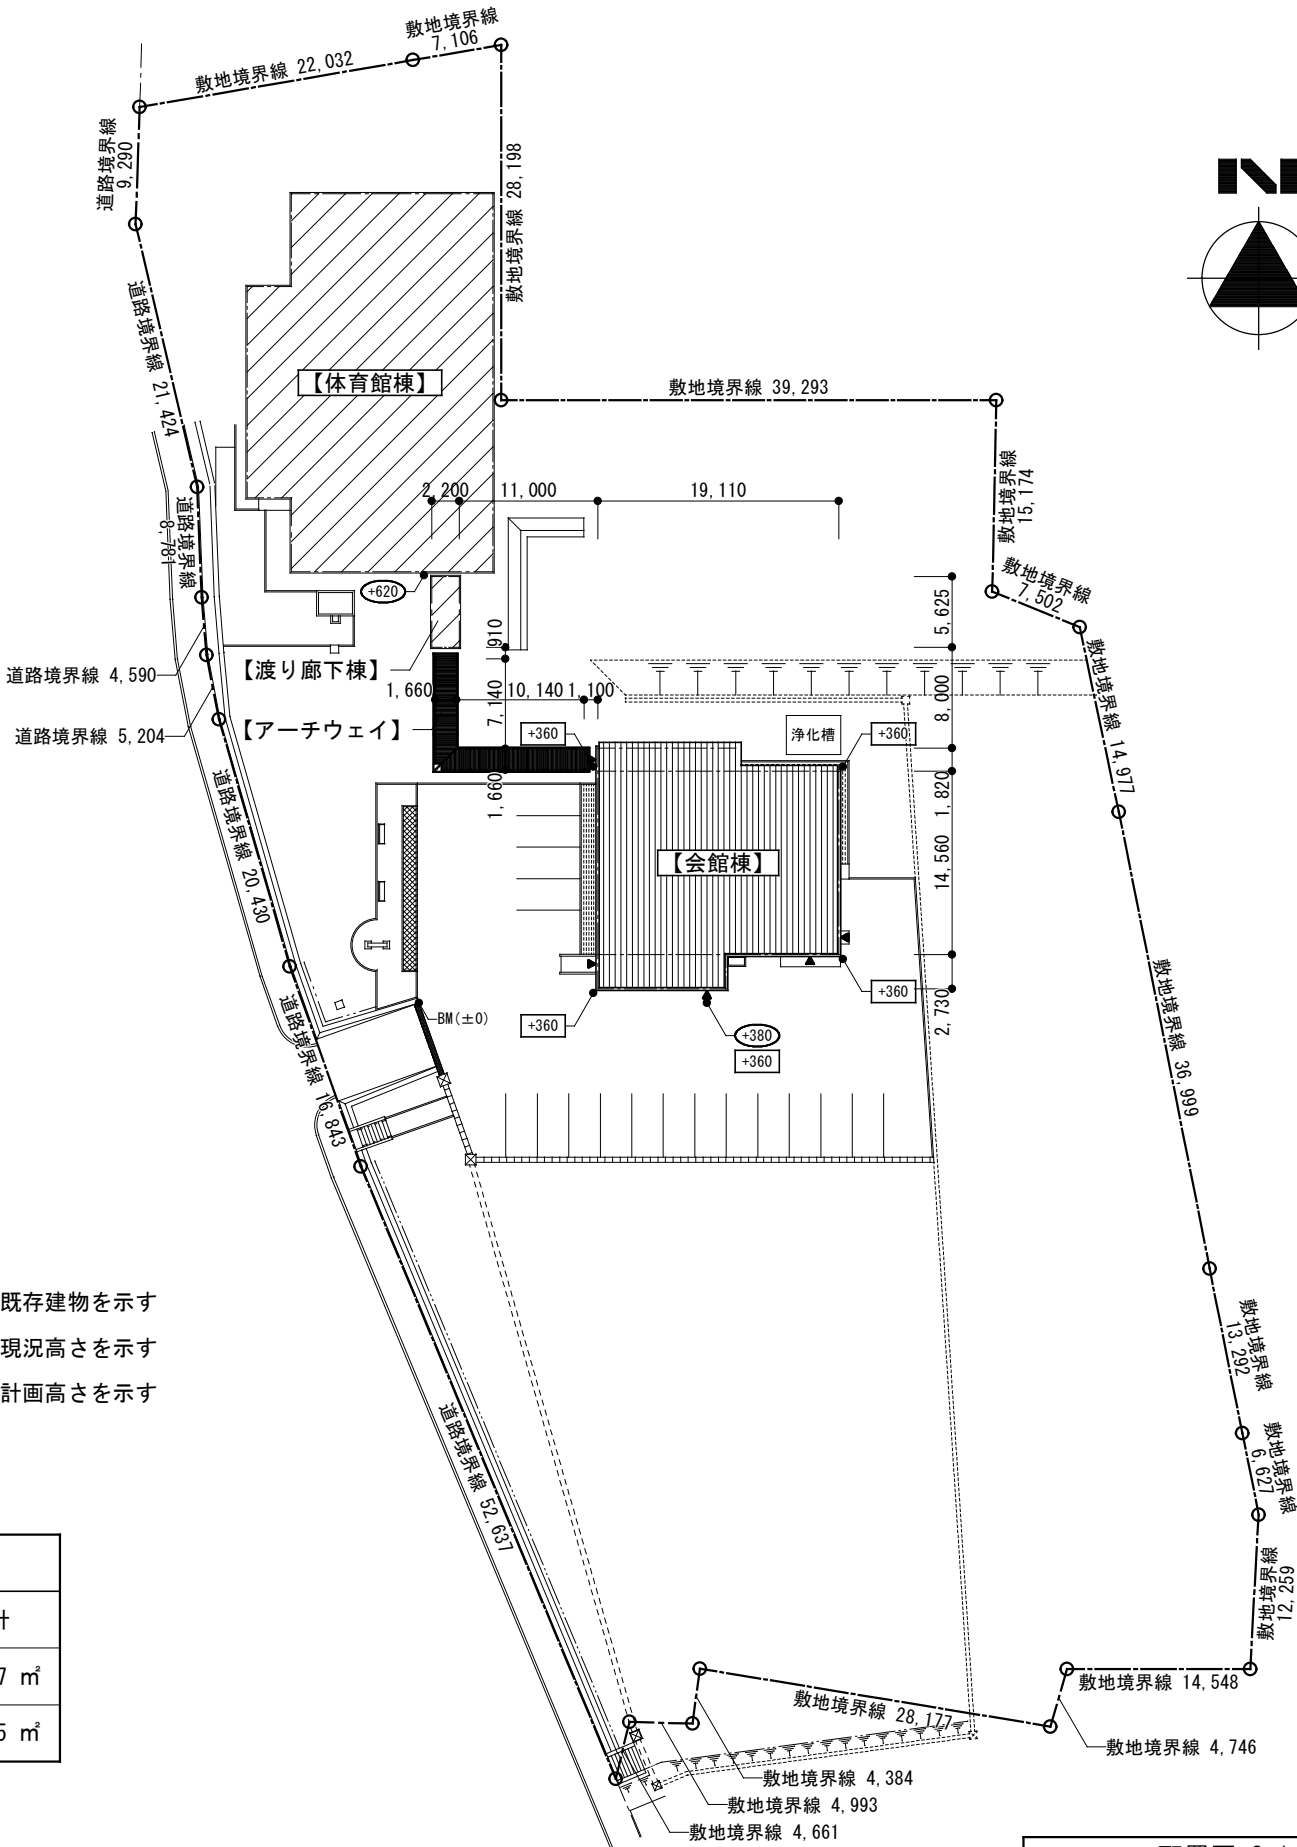 敷地境界線
7,106
敷地境界線 22,032
道路境界線
9,290
敷地境界線 28,198
道路境界線 21,424
【体育館棟】
敷地境界線 39,293
敷地境界線
15,174
2,200
11,000
19,110
道路境界線
8,781
敷地境界線
7,502
+620
910
5,625
【渡り廊下棟】
道路境界線 4,590
敷地境界線 14,977
1,660
7,140
10,140
1,100
8,000
【アーチウェイ】
+360
浄化槽
+360
道路境界線 5,204
1,660
1,820
道路境界線 20,430
【会館棟】
14,560
敷地境界線 36,999
+360
+360
2,730
BM(±0)
+380
+360
道路境界線 16,843
既存建物を示す
現況高さを示す
計画高さを示す
敷地境界線
13,292
道路境界線 52,637
敷地境界線
6,627
敷地境界線
12,259
計
7 ㎡
5 ㎡
敷地境界線 14,548
敷地境界線 28,177
敷地境界線 4,746
敷地境界線 4,384
敷地境界線 4,993
敷地境界線 4,661